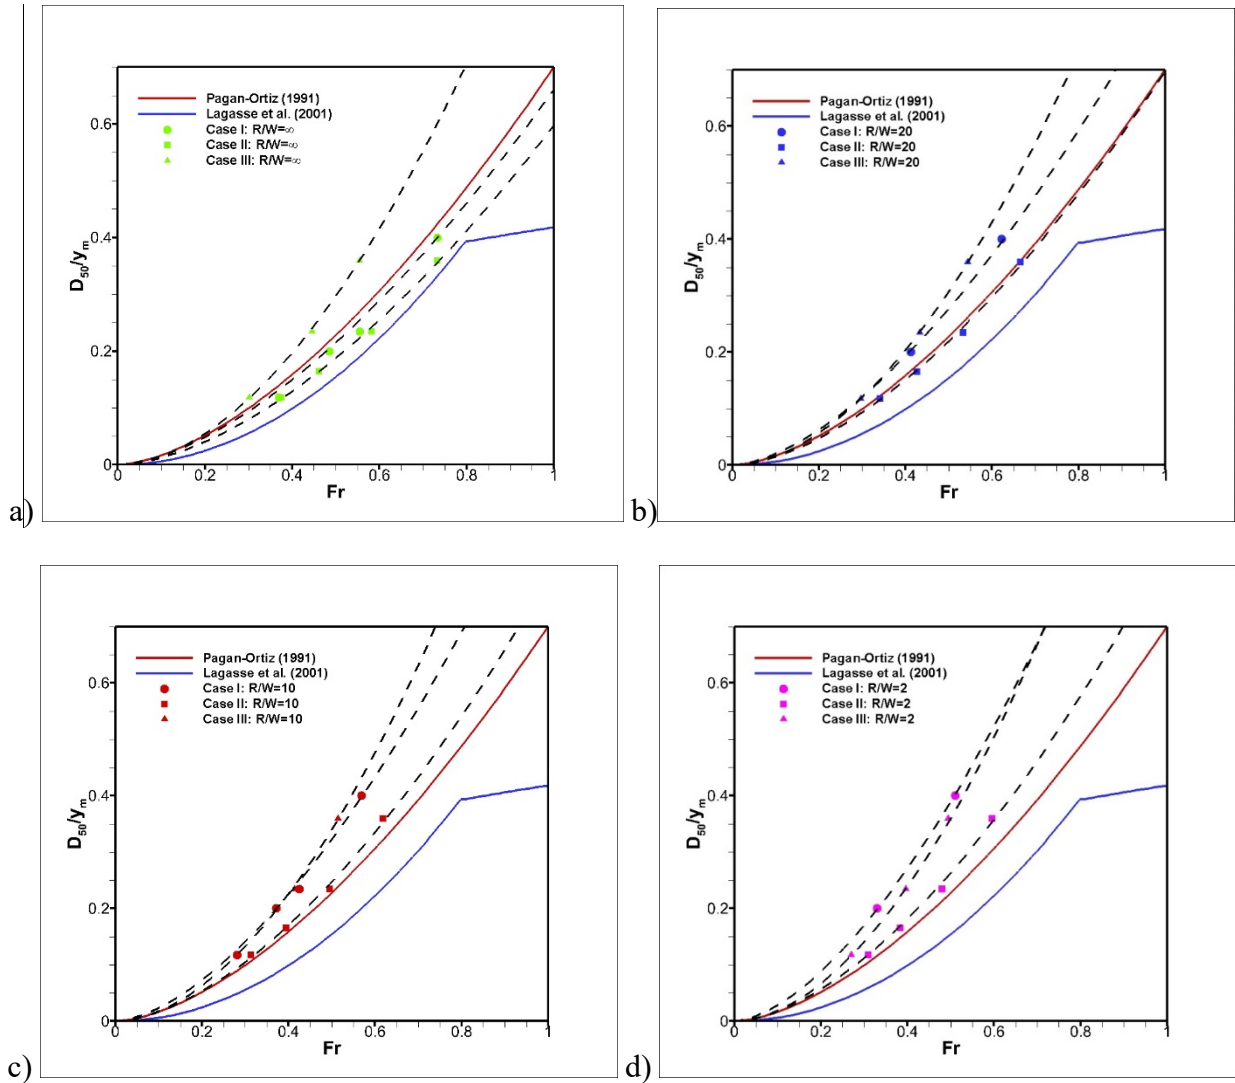 Pagan-Ortiz (1991)
Lagasse et al. (2001)
Case I: R/W=∞
Case II: R/W=∞
Case III: R/W=∞
D₅₀/yₘ
0.6
0.4
0.2
0
0 0.2 0.4 0.6 0.8 1
Fr
a)
Pagan-Ortiz (1991)
Lagasse et al. (2001)
Case I: R/W=20
Case II: R/W=20
Case III: R/W=20
D₅₀/yₘ
0.6
0.4
0.2
0
0 0.2 0.4 0.6 0.8 1
Fr
b)
Pagan-Ortiz (1991)
Lagasse et al. (2001)
Case I: R/W=10
Case II: R/W=10
Case III: R/W=10
D₅₀/yₘ
0.6
0.4
0.2
0
0 0.2 0.4 0.6 0.8 1
Fr
c)
Pagan-Ortiz (1991)
Lagasse et al. (2001)
Case I: R/W=2
Case II: R/W=2
Case III: R/W=2
D₅₀/yₘ
0.6
0.4
0.2
0
0 0.2 0.4 0.6 0.8 1
Fr
d)